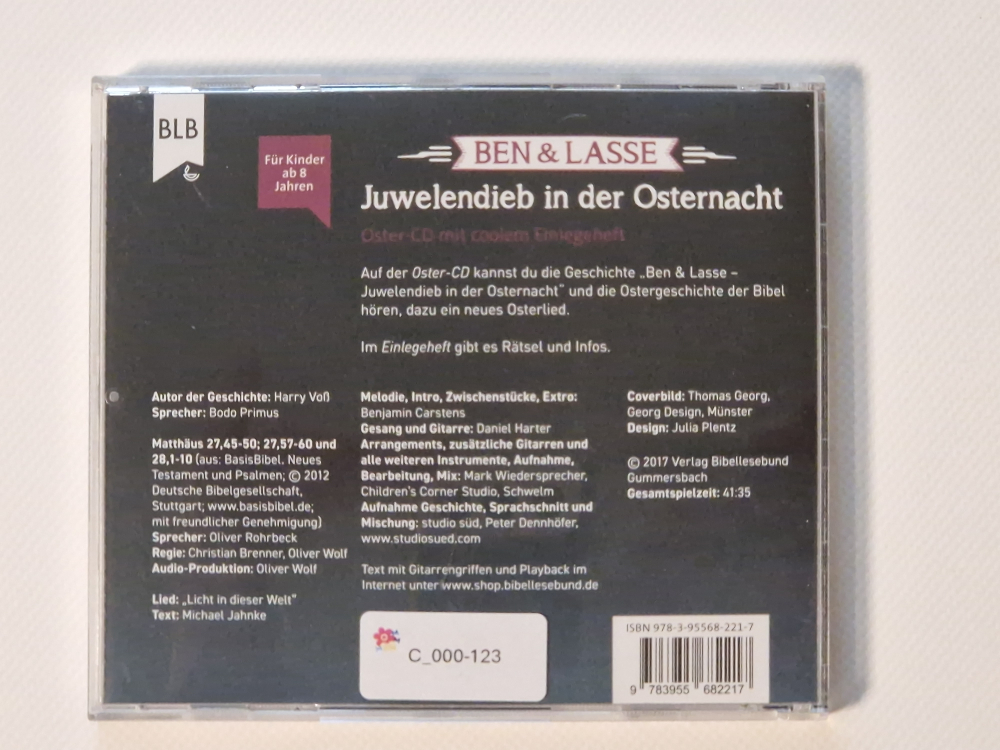 BLB
Für Kinder
ab 8
Jahren
BEN & LASSE
Juwelendieb in der Osternacht
Oster-CD mit coolem Einlegeheft
Auf der Oster-CD kannst du die Geschichte „Ben & Lasse –
Juwelendieb in der Osternacht“ und die Ostergeschichte der Bibel
hören, dazu ein neues Osterlied.
Im Einlegeheft gibt es Rätsel und Infos.
Autor der Geschichte: Harry Voß
Sprecher: Bodo Primus
Matthäus 27,45-50; 27,57-60 und
28,1-10 (aus: BasisBibel. Neues
Testament und Psalmen; © 2012
Deutsche Bibelgesellschaft,
Stuttgart; www.basisbibel.de;
mit freundlicher Genehmigung)
Sprecher: Oliver Rohrbeck
Regie: Christian Brenner, Oliver Wolf
Audio-Produktion: Oliver Wolf
Lied: „Licht in dieser Welt“
Text: Michael Jahnke
Melodie, Intro, Zwischenstücke, Extro:
Benjamin Carstens
Gesang und Gitarre: Daniel Harter
Arrangements, zusätzliche Gitarren und
alle weiteren Instrumente, Aufnahme,
Bearbeitung, Mix: Mark Wiedersprecher,
Children's Corner Studio, Schwelm
Aufnahme Geschichte, Sprachschnitt und
Mischung: studio süd, Peter Dennhöfer,
www.studiosued.com
Text mit Gitarrengriffen und Playback im
Internet unter www.shop.bibellesebund.de
Coverbild: Thomas Georg,
Georg Design, Münster
Design: Julia Plentz
© 2017 Verlag Bibellesebund
Gummersbach
Gesamtspielzeit: 41:35
C_000-123
ISBN 978-3-95568-221-7
9 783955 682217